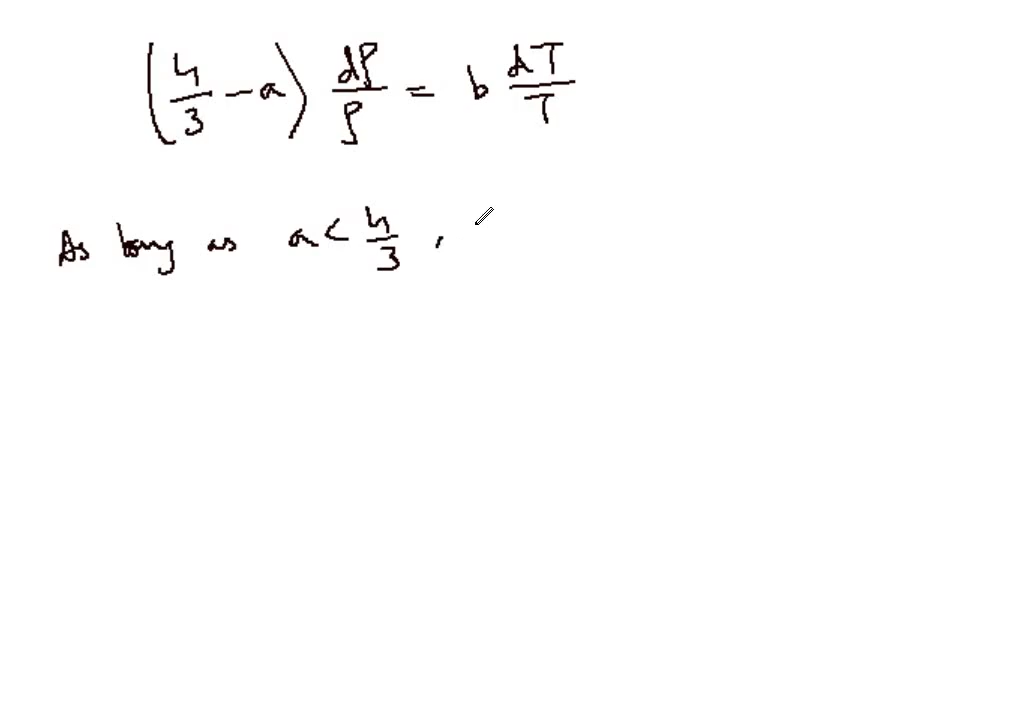 (4/3 - a) dρ/ρ = b dT/T
As long as a < 4/3 ,